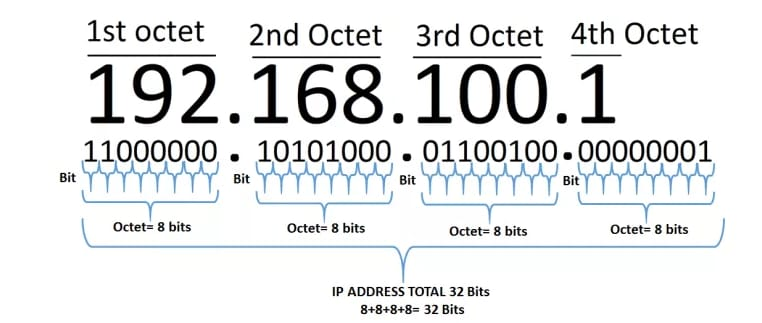 1st octet 2nd Octet 3rd Octet 4th Octet
192.168.100.1
11000000 . 10101000 . 01100100.00000001
Bit Bit Bit Bit
Octet= 8 bits Octet= 8 bits Octet= 8 bits Octet= 8 bits
IP ADDRESS TOTAL 32 Bits
8+8+8+8= 32 Bits